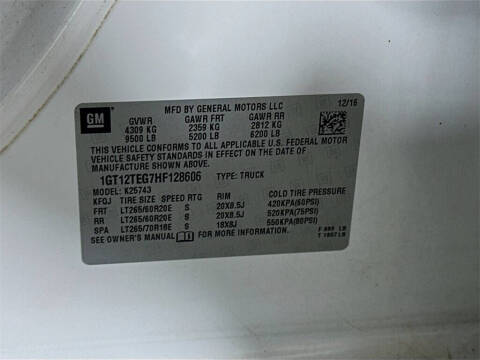 MFD BY GENERAL MOTORS LLC 12/16
GM GVWR GAWR FRT GAWR RR
4309 KG 2359 KG 2812 KG
9500 LB 5200 LB 6200 LB
THIS VEHICLE CONFORMS TO ALL APPLICABLE U.S. FEDERAL MOTOR
VEHICLE SAFETY STANDARDS IN EFFECT ON THE DATE OF
MANUFACTURE SHOWN ABOVE.
1GT12TEG7HF128606 TYPE: TRUCK
MODEL: K25743
KFOJ TIRE SIZE SPEED RTG RIM COLD TIRE PRESSURE
FRT LT265/60R20E S 20X8.5J 420KPA(60PSI)
RR LT265/60R20E S 20X8.5J 520KPA(75PSI)
SPA LT265/70R18E S 18X8J 550KPA(80PSI)
SEE OWNER'S MANUAL FOR MORE INFORMATION.